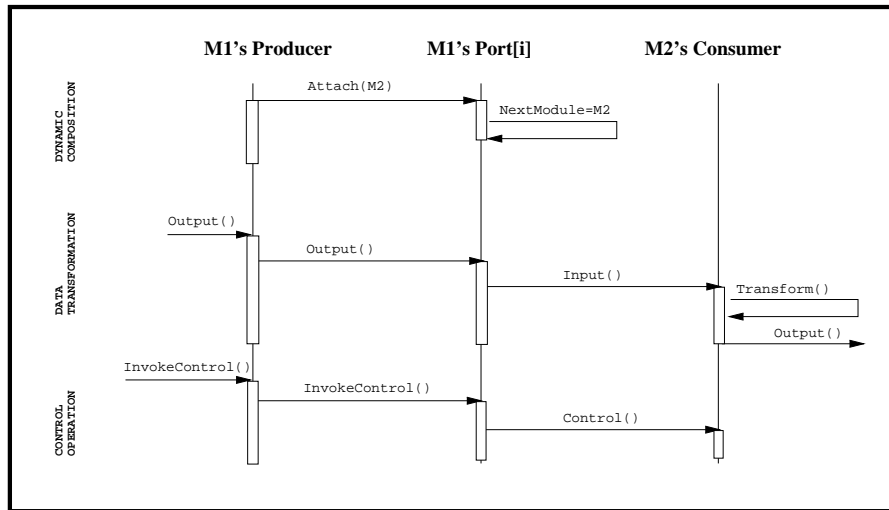 M1's Producer
M1's Port[i]
M2's Consumer
DYNAMIC
COMPOSITION
Attach(M2)
NextModule=M2
DATA
TRANSFORMATION
Output()
Output()
Input()
Transform()
Output()
CONTROL
OPERATION
InvokeControl()
InvokeControl()
Control()